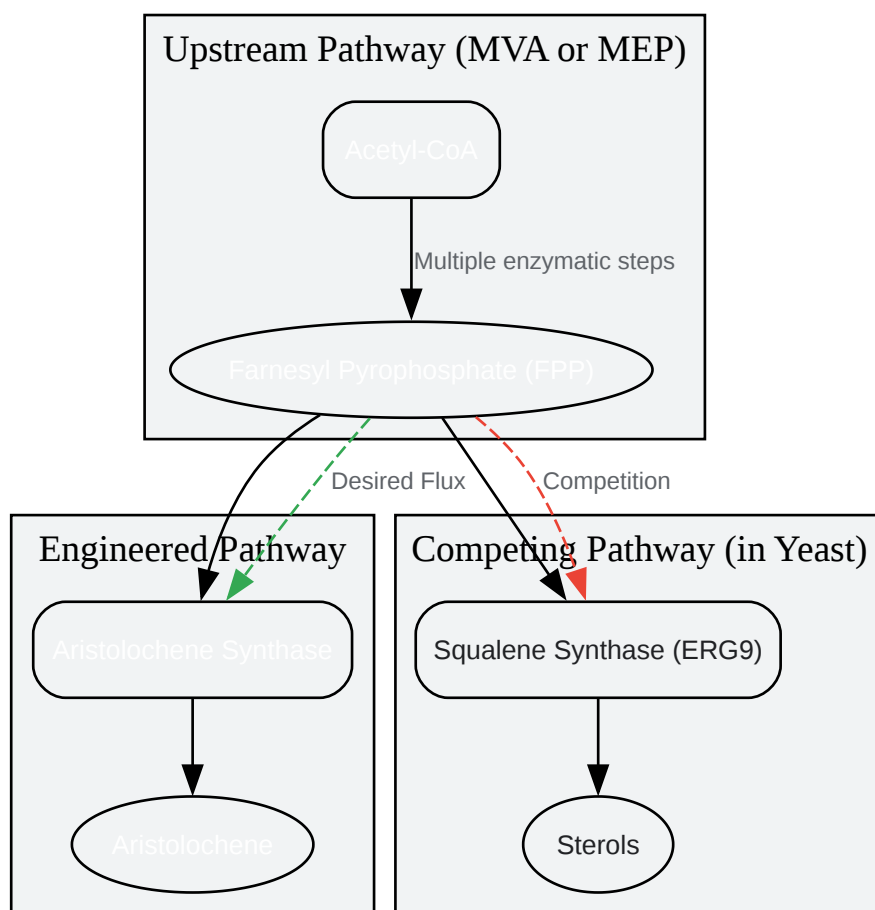 Upstream Pathway (MVA or MEP)
Acetyl-CoA
Multiple enzymatic steps
Farnesyl Pyrophosphate (FPP)
Desired Flux
Competition
Engineered Pathway
Competing Pathway (in Yeast)
Aristolochene Synthase
Squalene Synthase (ERG9)
Aristolochene
Sterols